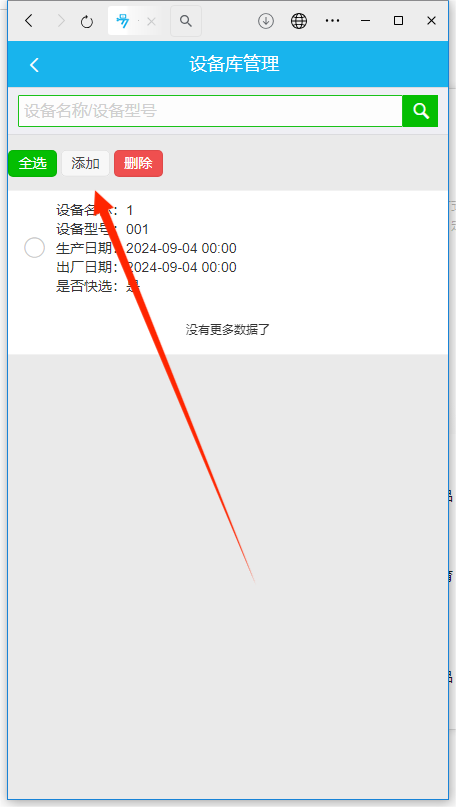 设备库管理
设备名称/设备型号
全选 添加 删除
设备名称：1
设备型号：001
生产日期：2024-09-04 00:00
出厂日期：2024-09-04 00:00
是否快选：是
没有更多数据了